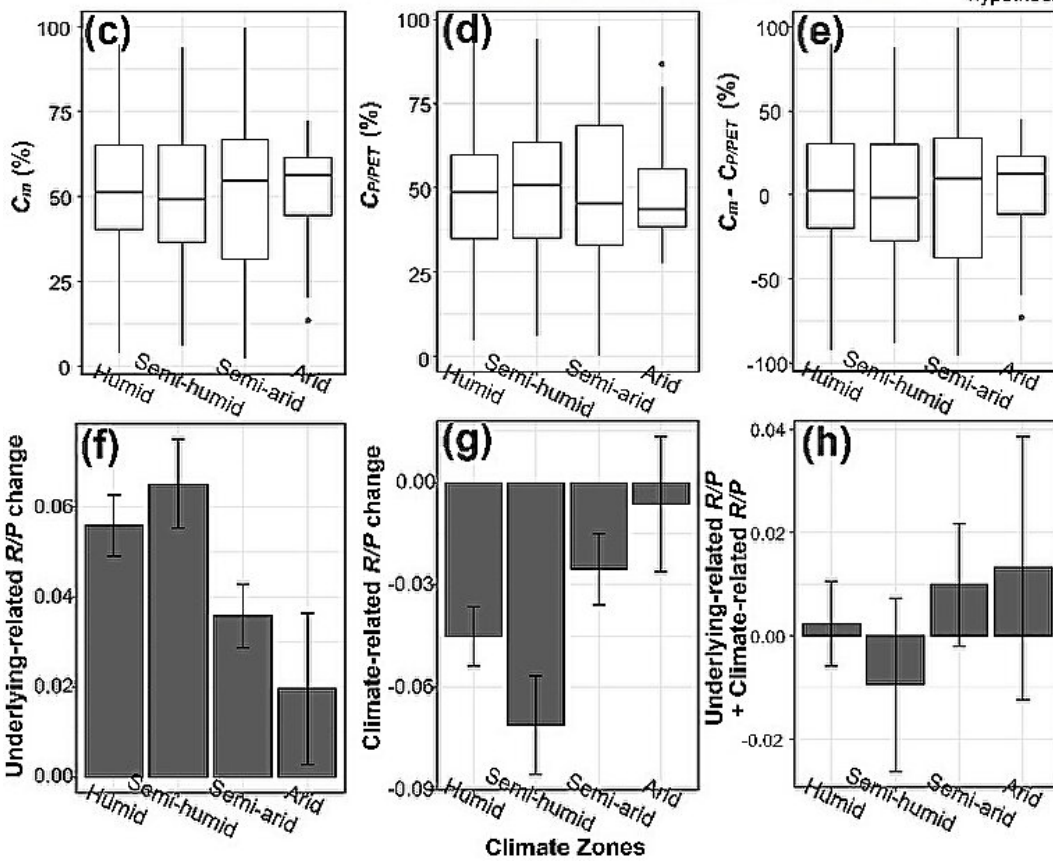 (c)
C_m (%)
100
75
50
25
0
Humid
Semi-humid
Semi-arid
Arid
(d)
C_P/PET (%)
100
75
50
25
0
Humid
Semi-humid
Semi-arid
Arid
(e)
C_m - C_P/PET (%)
100
50
0
-50
-100
Humid
Semi-humid
Semi-arid
Arid
(f)
Underlying-related R/P change
0.06
0.04
0.02
0.00
Humid
Semi-humid
Semi-arid
Arid
(g)
Climate-related R/P change
0.00
-0.03
-0.06
-0.09
Humid
Semi-humid
Semi-arid
Arid
(h)
Underlying-related R/P
+ Climate-related R/P
0.04
0.02
0.00
-0.02
Humid
Semi-humid
Semi-arid
Arid
Climate Zones